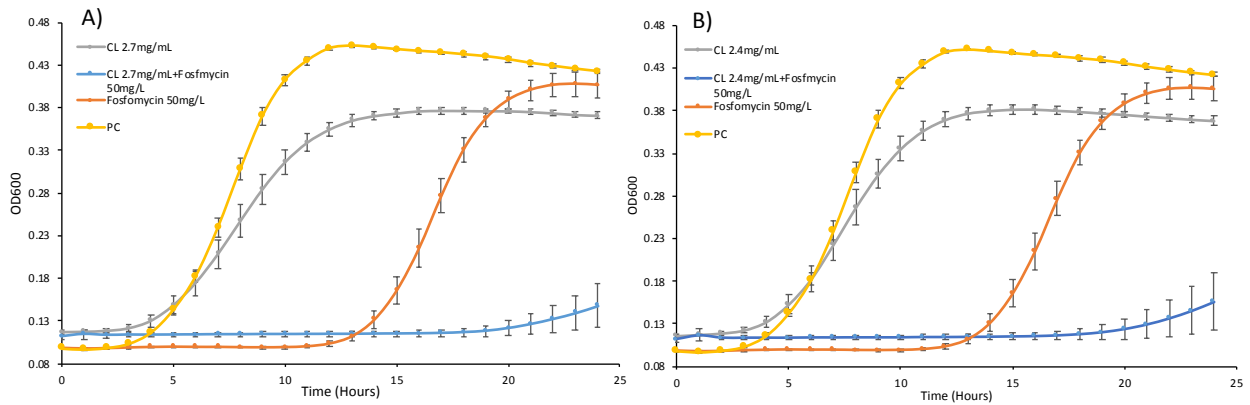 A)
0.48
0.43
0.38
0.33
0.28
0.23
0.18
0.13
0.08
OD600
CL 2.7mg/mL
CL 2.7mg/mL+Fosfmycin
50mg/L
Fosfomycin 50mg/L
PC
0 5 10 15 20 25
Time (Hours)
B)
0.48
0.43
0.38
0.33
0.28
0.23
0.18
0.13
0.08
OD600
CL 2.4mg/mL
CL 2.4mg/mL+Fosfmycin
50mg/L
Fosfomycin 50mg/L
PC
0 5 10 15 20 25
Time (Hours)